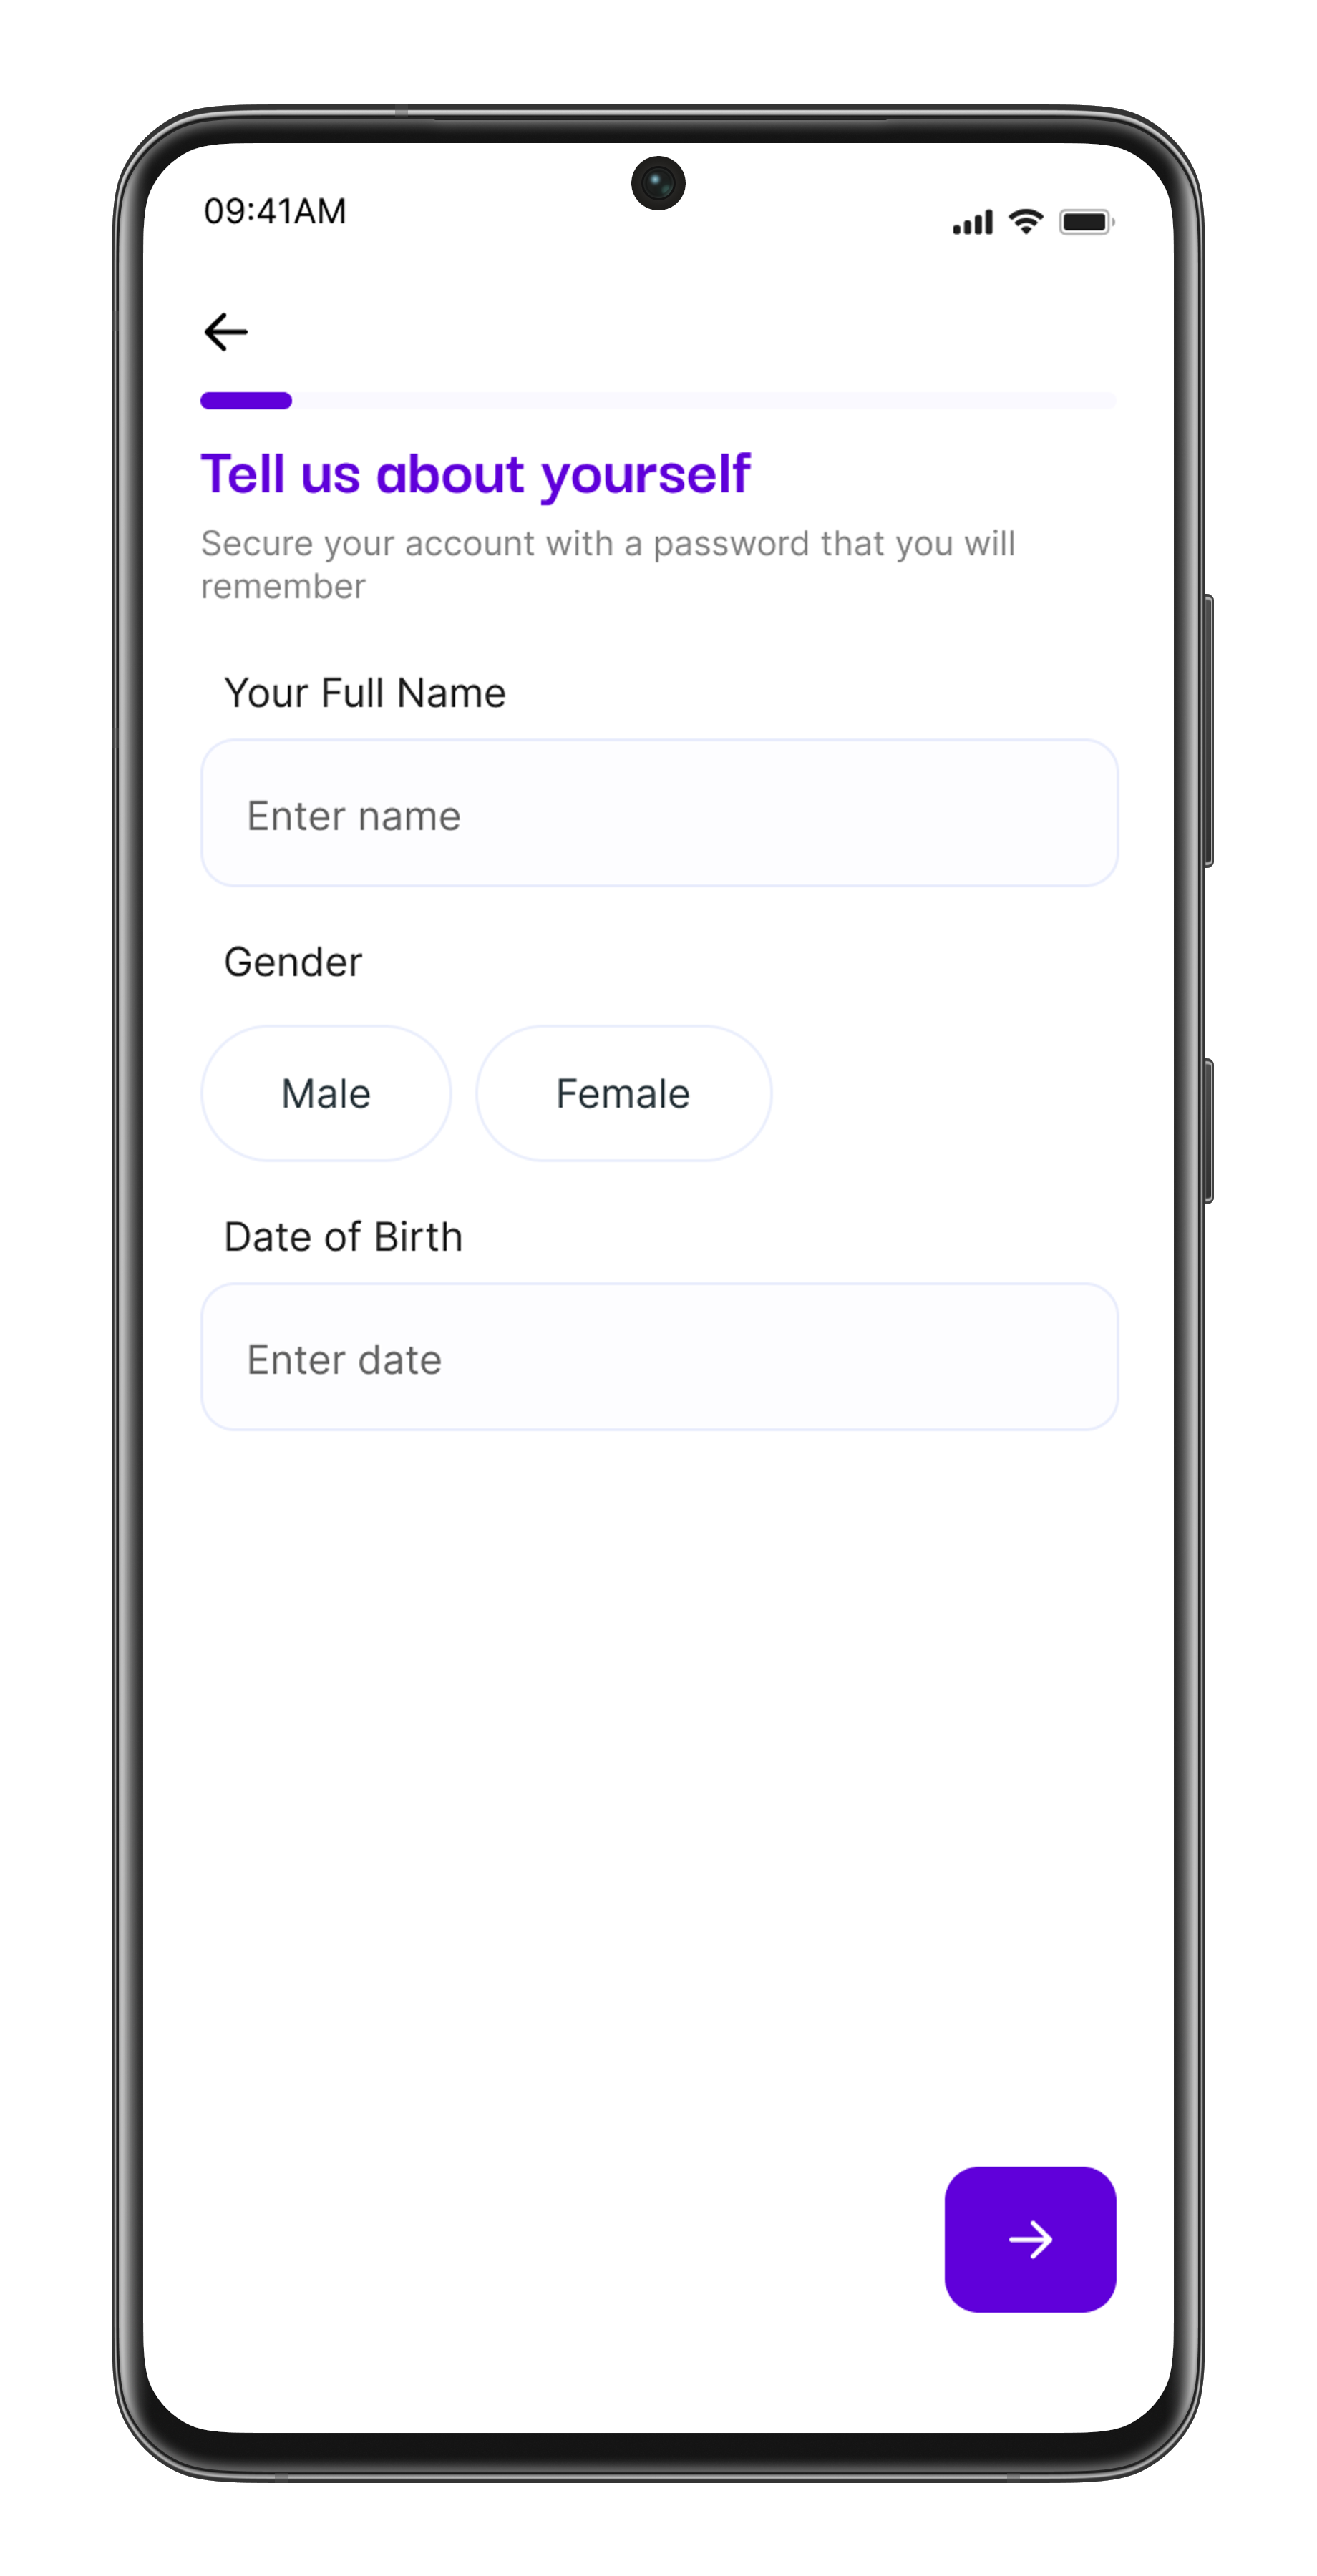 09:41AM
Tell us about yourself
Secure your account with a password that you will
remember
Your Full Name
Enter name
Gender
Male Female
Date of Birth
Enter date